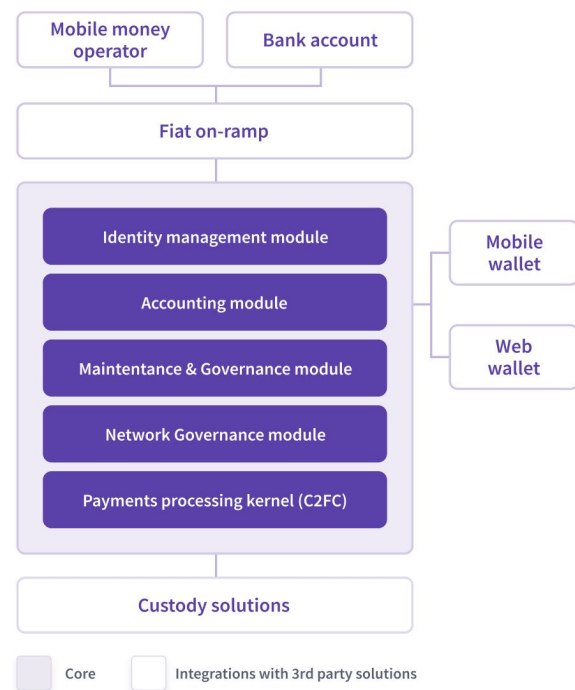 Mobile money
operator
Bank account
Fiat on-ramp
Identity management module
Accounting module
Maintentance & Governance module
Network Governance module
Payments processing kernel (C2FC)
Mobile
wallet
Web
wallet
Custody solutions
Core
Integrations with 3rd party solutions